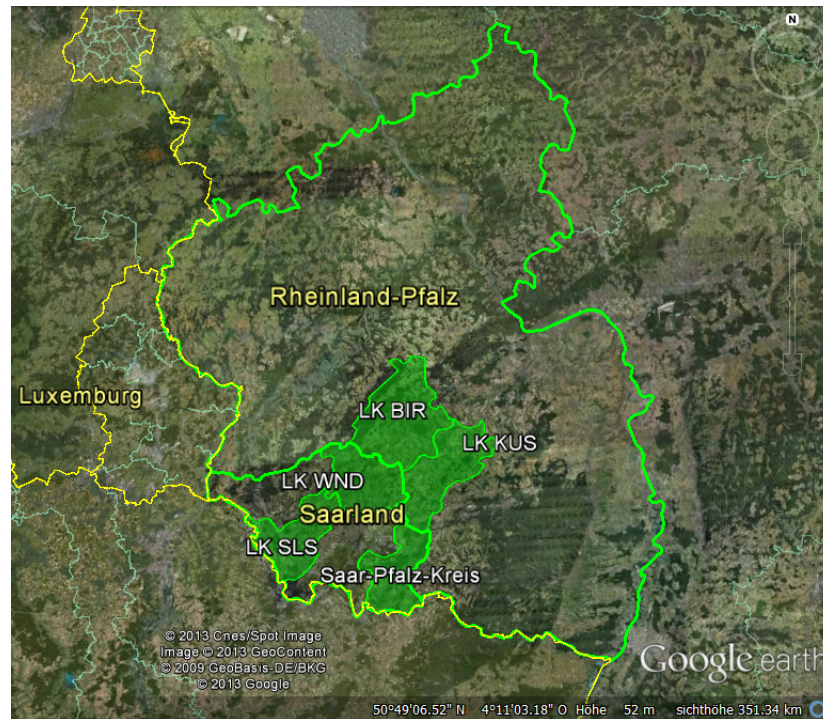 N
Rheinland-Pfalz
Luxemburg
LK BIR
LK KUS
LK WND
Saarland
LK SLS
Saar-Pfalz-Kreis
© 2013 Cnes/Spot Image
Image © 2013 GeoContent
© 2009 GeoBasis-DE/BKG
© 2013 Google
Google earth
50°49'06.52" N 4°11'03.18" O Höhe 52 m sichthöhe 351.34 km